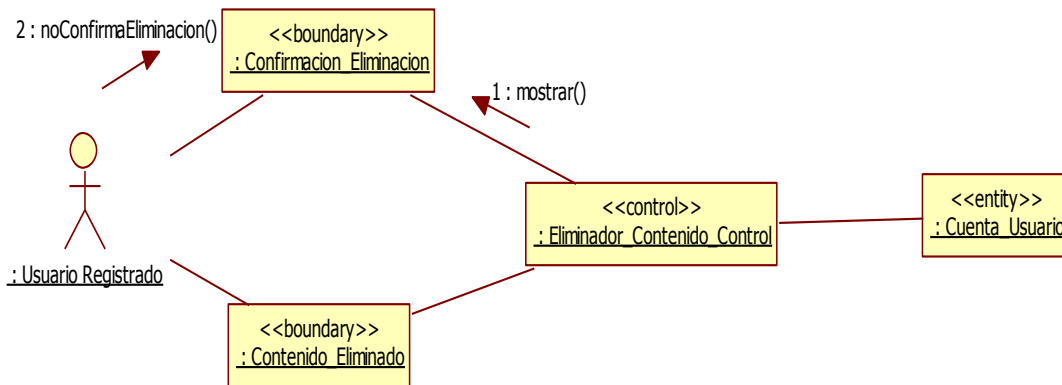 2 : noConfirmaEliminacion()
<<boundary>>
: Confirmacion_Eliminacion
1 : mostrar()
<<control>>
: Eliminador_Contenido_Control
<<entity>>
: Cuenta_Usuario
: Usuario Registrado
<<boundary>>
: Contenido_Eliminado